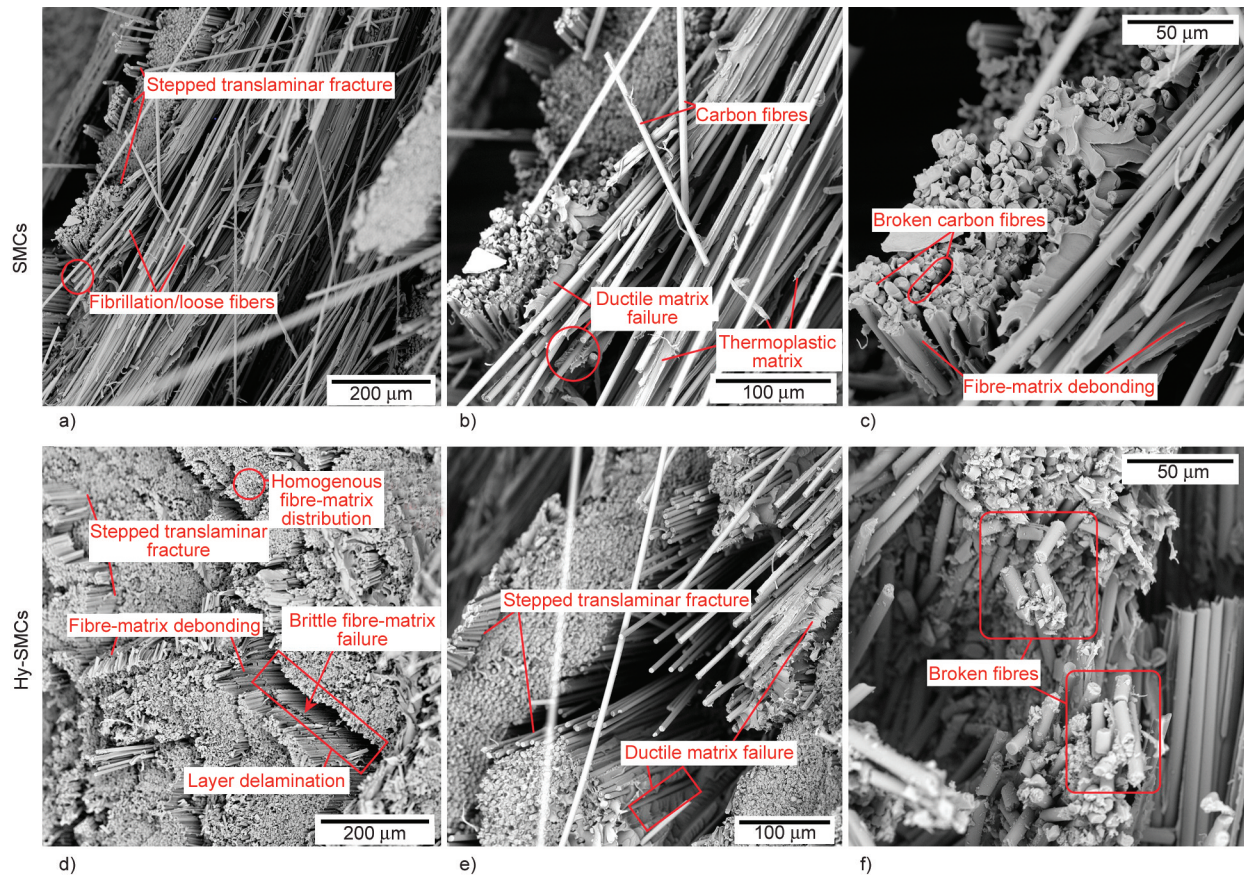 SMCs
Stepped translaminar fracture
Fibrillation/loose fibers
200 µm
a)
Carbon fibres
Ductile matrix
failure
Thermoplastic
matrix
100 µm
b)
50 µm
Broken carbon fibres
Fibre-matrix debonding
c)
Hy-SMCs
Homogenous
fibre-matrix
distribution
Stepped translaminar
fracture
Fibre-matrix debonding
Brittle fibre-matrix
failure
Layer delamination
200 µm
d)
Stepped translaminar fracture
Ductile matrix failure
100 µm
e)
50 µm
Broken fibres
f)